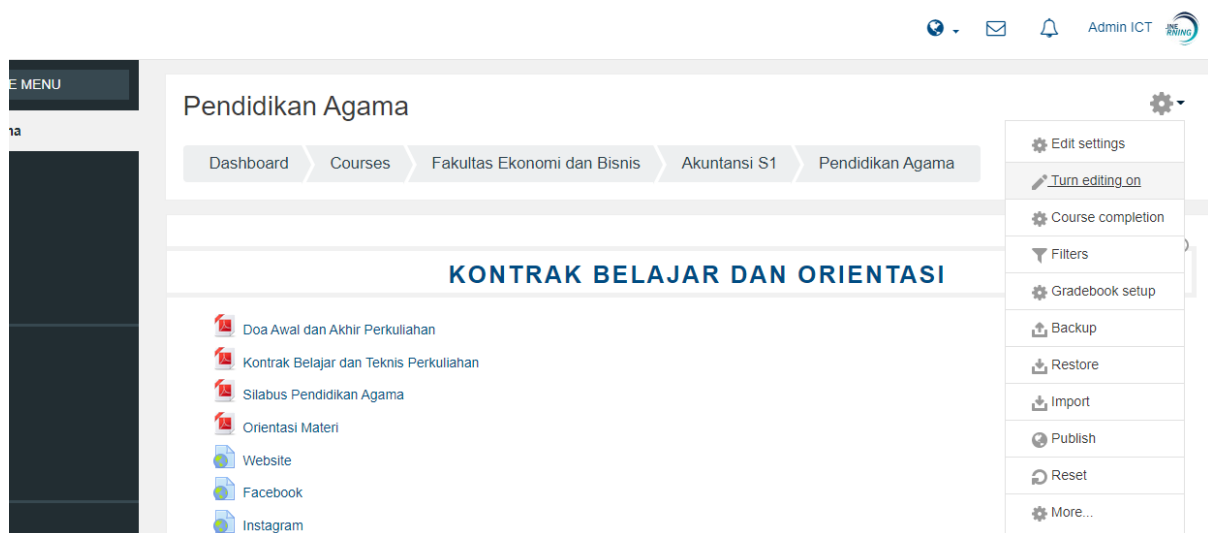 Admin ICT
E MENU
Pendidikan Agama
Dashboard Courses Fakultas Ekonomi dan Bisnis Akuntansi S1 Pendidikan Agama
Edit settings
Turn editing on
Course completion
Filters
Gradebook setup
Backup
Restore
Import
Publish
Reset
More...
KONTRAK BELAJAR DAN ORIENTASI
Doa Awal dan Akhir Perkuliahan
Kontrak Belajar dan Teknis Perkuliahan
Silabus Pendidikan Agama
Orientasi Materi
Website
Facebook
Instagram